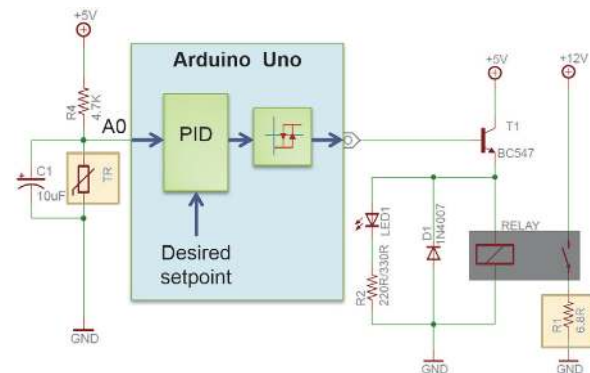 +5V
R4
4.7K
A0
C1
10uF
TR
GND
Arduino Uno
PID
Desired
setpoint
+5V
+12V
T1
BC547
LED1
R2
220R/330R
D1
1N4007
RELAY
R1
6.8R
GND
GND